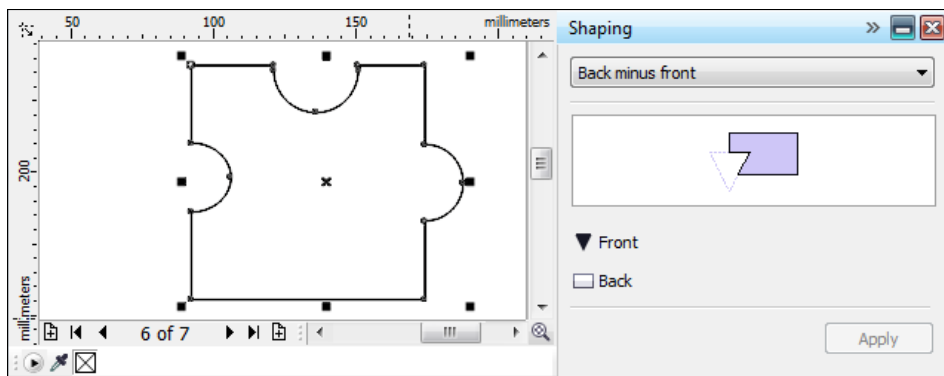 50 100 150 millimeters
200
millimeters
6 of 7
Shaping
Back minus front
Front
Back
Apply